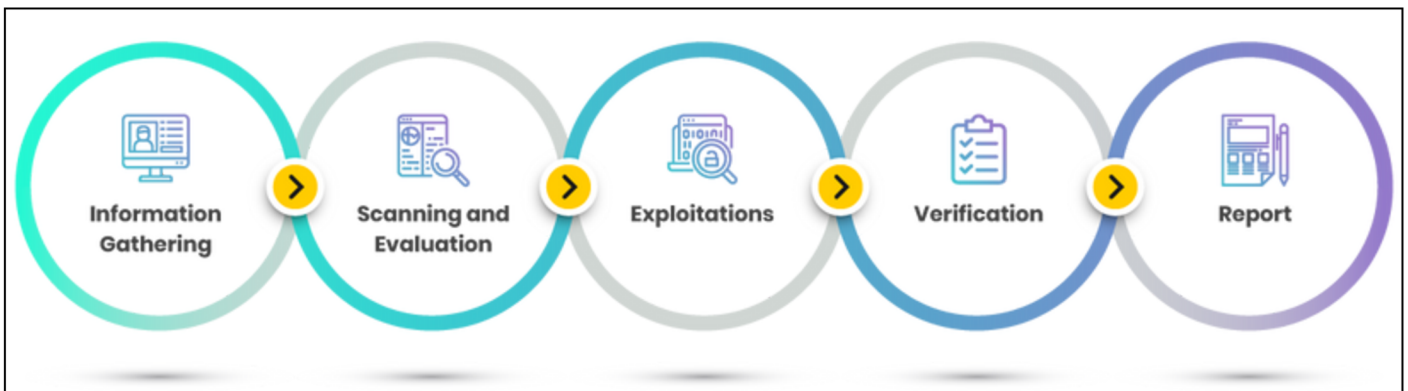 Information
Gathering
Scanning and
Evaluation
Exploitations
Verification
Report